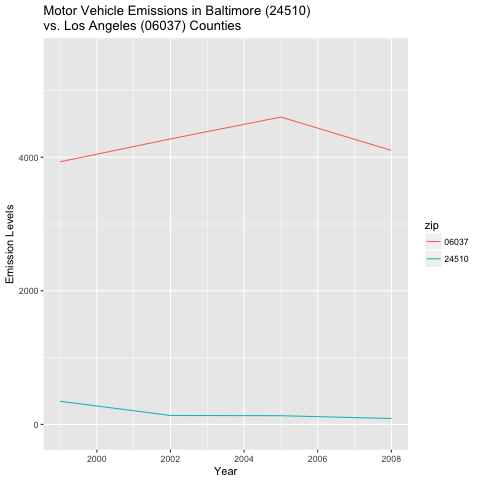 Motor Vehicle Emissions in Baltimore (24510)
vs. Los Angeles (06037) Counties
Emission Levels
4000
2000
0
2000
2002
2004
2006
2008
Year
zip
06037
24510